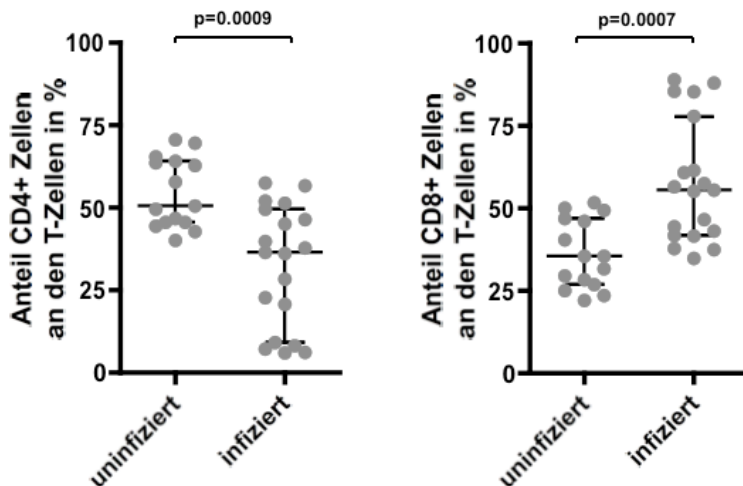 p=0.0009
Anteil CD4+ Zellen
an den T-Zellen in %
100
75
50
25
0
uninfiziert
infiziert
p=0.0007
Anteil CD8+ Zellen
an den T-Zellen in %
100
75
50
25
0
uninfiziert
infiziert